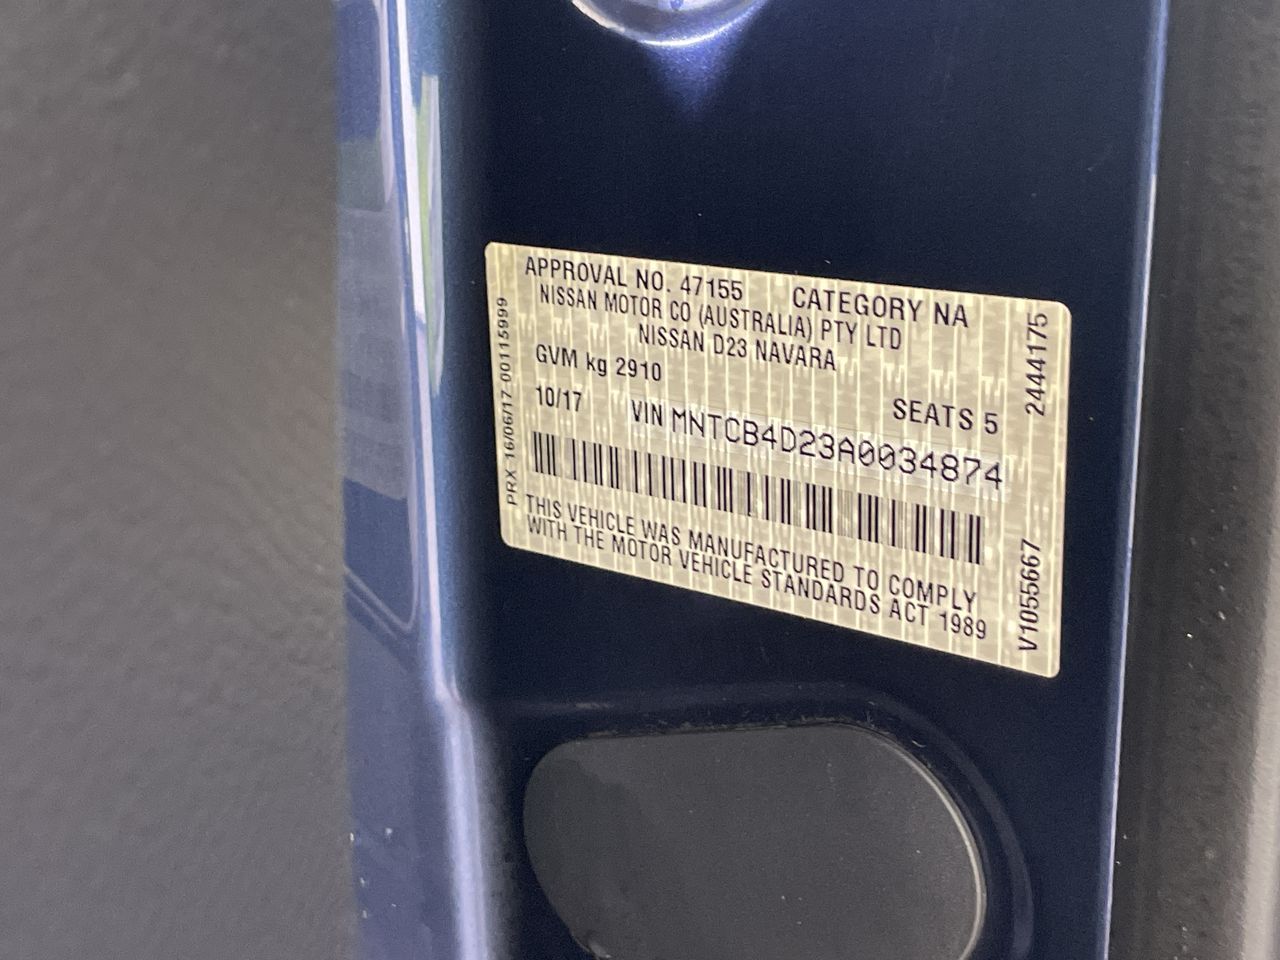 APPROVAL NO. 47155 CATEGORY NA
NISSAN MOTOR CO (AUSTRALIA) PTY LTD
NISSAN D23 NAVARA
GVM kg 2910
SEATS 5
10/17 VIN MNTCB4D23A0034874
THIS VEHICLE WAS MANUFACTURED TO COMPLY
WITH THE MOTOR VEHICLE STANDARDS ACT 1989
PRX 16/06/17-00115999
2444175
V1055667